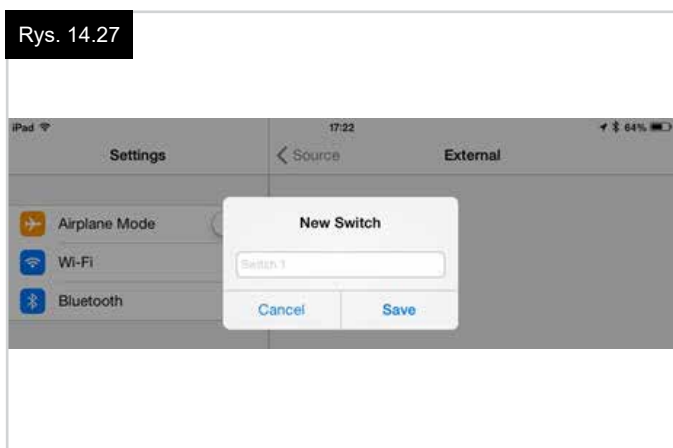 Rys. 14.27
iPad 17:22 64%
Settings
Source External
New Switch
Airplane Mode
Wi-Fi
Switch 1
Bluetooth
Cancel Save